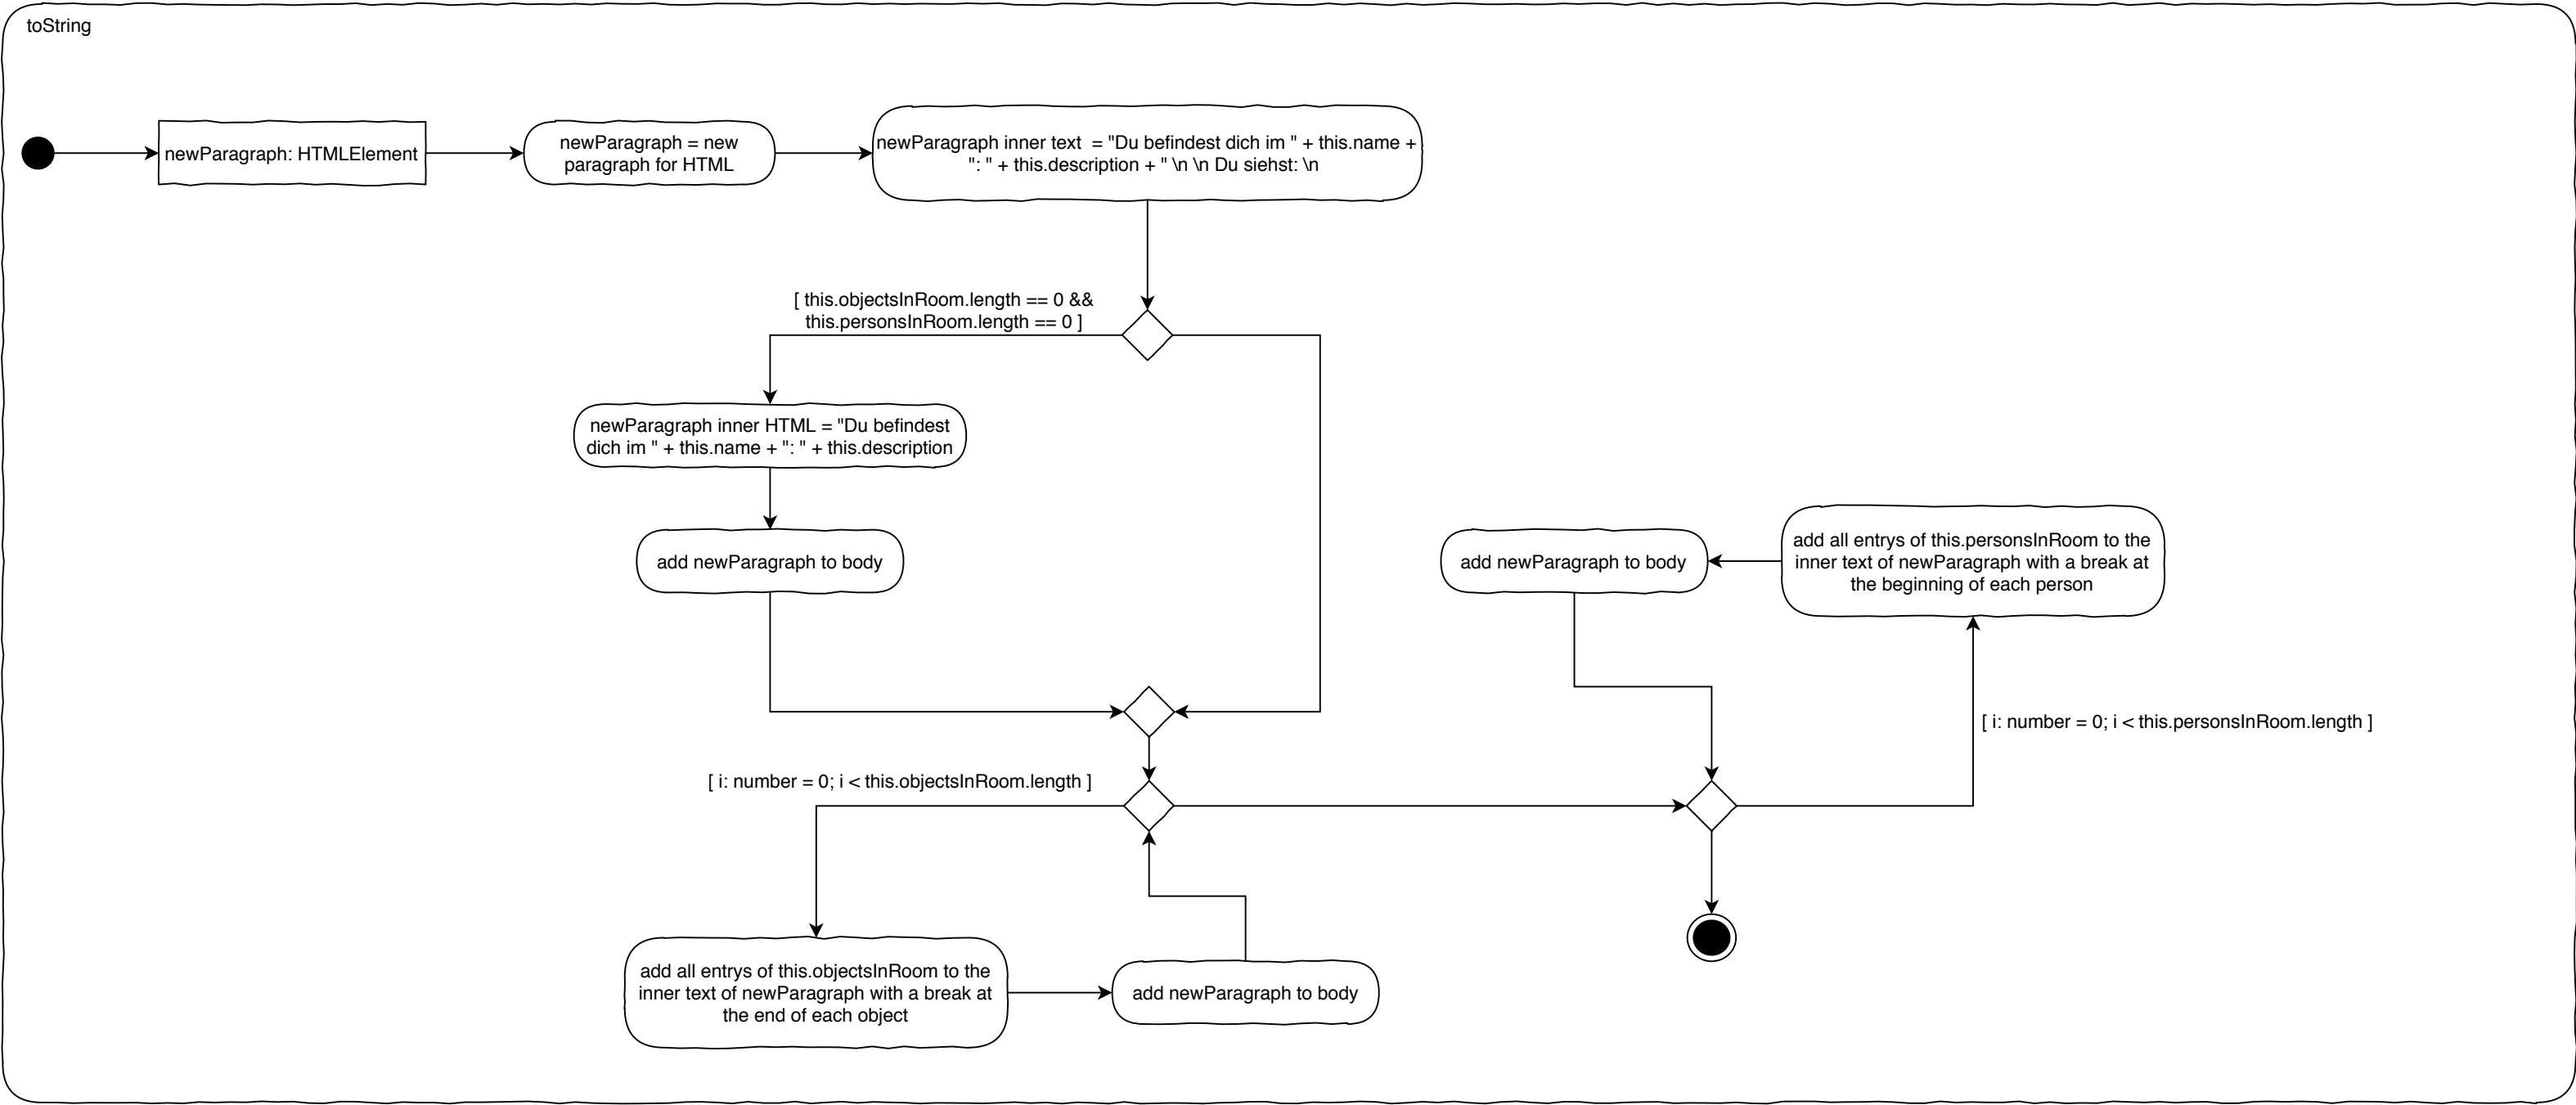 toString
newParagraph: HTMLElement
newParagraph = new
paragraph for HTML
newParagraph inner text  = "Du befindest dich im " + this.name +
": " + this.description + " \n \n Du siehst: \n
[ this.objectsInRoom.length == 0 &&
this.personsInRoom.length == 0 ]
newParagraph inner HTML = "Du befindest
dich im " + this.name + ": " + this.description
add newParagraph to body
add newParagraph to body
add all entrys of this.personsInRoom to the
inner text of newParagraph with a break at
the beginning of each person
[ i: number = 0; i < this.personsInRoom.length ]
[ i: number = 0; i < this.objectsInRoom.length ]
add all entrys of this.objectsInRoom to the
inner text of newParagraph with a break at
the end of each object
add newParagraph to body